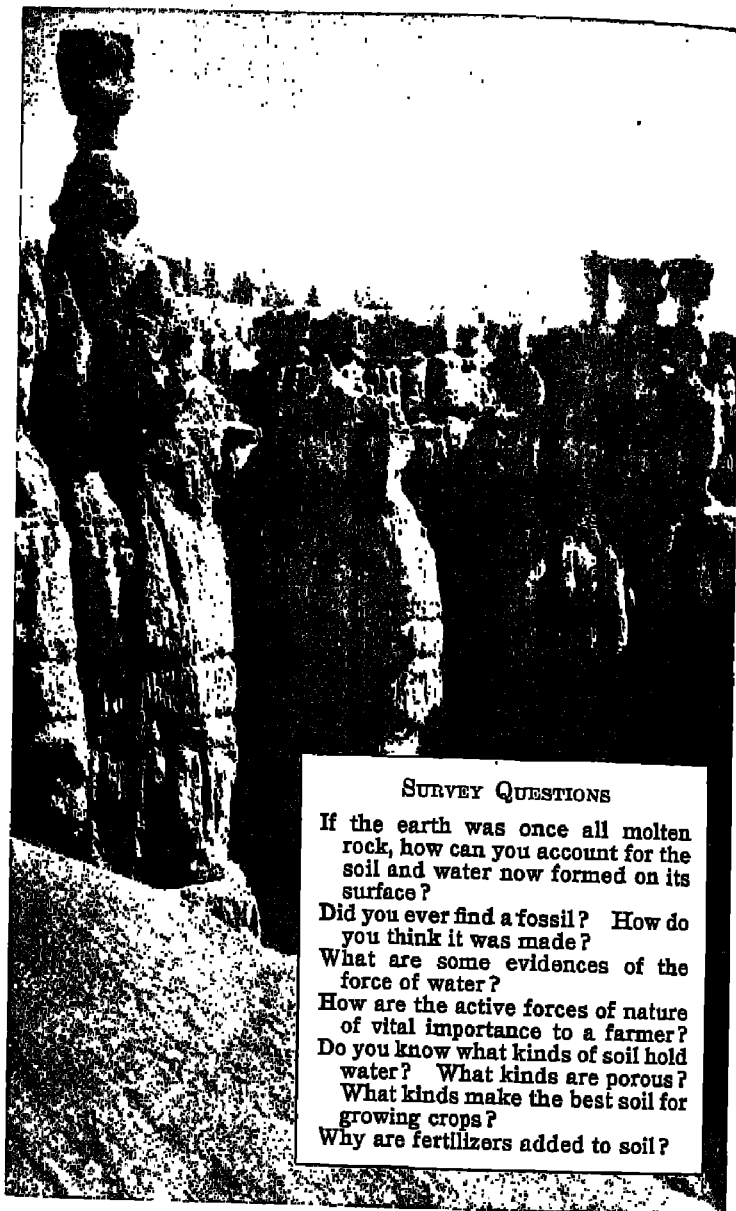 SURVEY QUESTIONS
If the earth was once all molten
rock, how can you account for the
soil and water now formed on its
surface?
Did you ever find a fossil? How do
you think it was made?
What are some evidences of the
force of water?
How are the active forces of nature
of vital importance to a farmer?
Do you know what kinds of soil hold
water? What kinds are porous?
What kinds make the best soil for
growing crops?
Why are fertilizers added to soil?